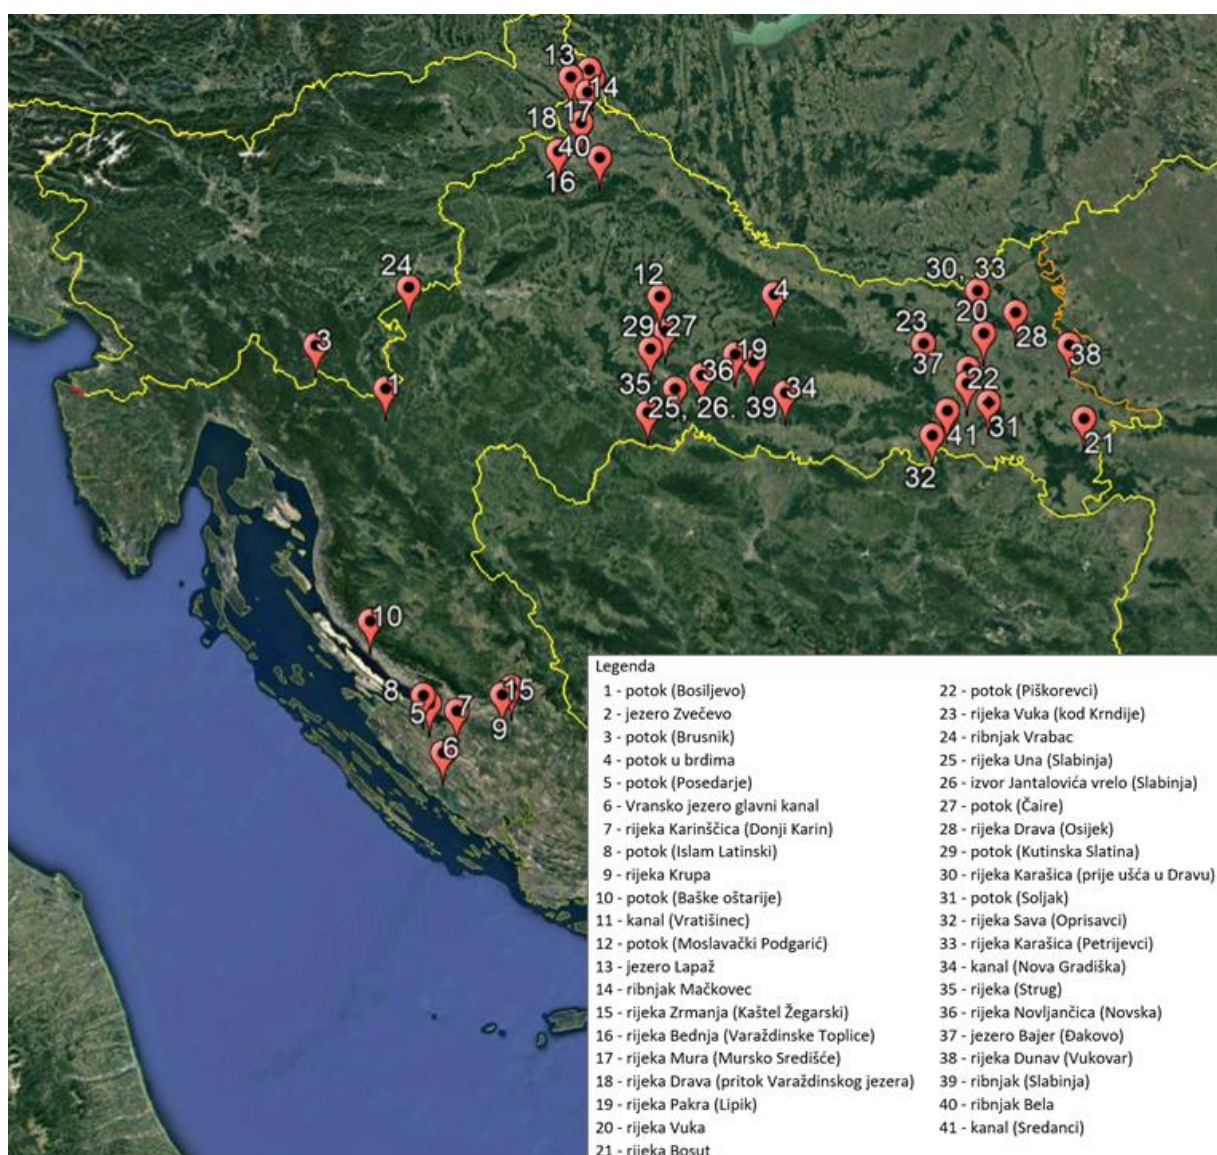 13
14
18 17
40
16
24
12
4
30, 33
3
29 27
20
23
28
36 19
37
38
1
35
22
34
25, 26. 39
41
31
21
32
10
8
15
5
7
9
6
Legenda
1 - potok (Bosiljevo)
2 - jezero Zvečevo
3 - potok (Brusnik)
4 - potok u brdima
5 - potok (Posedarje)
6 - Vransko jezero glavni kanal
7 - rijeka Karinščica (Donji Karin)
8 - potok (Islam Latinski)
9 - rijeka Krupa
10 - potok (Baške oštarije)
11 - kanal (Vratišinec)
12 - potok (Moslavački Podgarić)
13 - jezero Lapaž
14 - ribnjak Mačkovec
15 - rijeka Zrmanja (Kaštel Žegarski)
16 - rijeka Bednja (Varaždinske Toplice)
17 - rijeka Mura (Mursko Središće)
18 - rijeka Drava (pritok Varaždinskog jezera)
19 - rijeka Pakra (Lipik)
20 - rijeka Vuka
21 - rijeka Bosut
22 - potok (Piškorevci)
23 - rijeka Vuka (kod Krndije)
24 - ribnjak Vrabac
25 - rijeka Una (Slabinja)
26 - izvor Jantalovića vrelo (Slabinja)
27 - potok (Čaire)
28 - rijeka Drava (Osijek)
29 - potok (Kutinska Slatina)
30 - rijeka Karašica (prije ušća u Dravu)
31 - potok (Soljak)
32 - rijeka Sava (Oprisavci)
33 - rijeka Karašica (Petrijevci)
34 - kanal (Nova Gradiška)
35 - rijeka (Strug)
36 - rijeka Novljančica (Novska)
37 - jezero Bajer (Đakovo)
38 - rijeka Dunav (Vukovar)
39 - ribnjak (Slabinja)
40 - ribnjak Bela
41 - kanal (Sredanci)